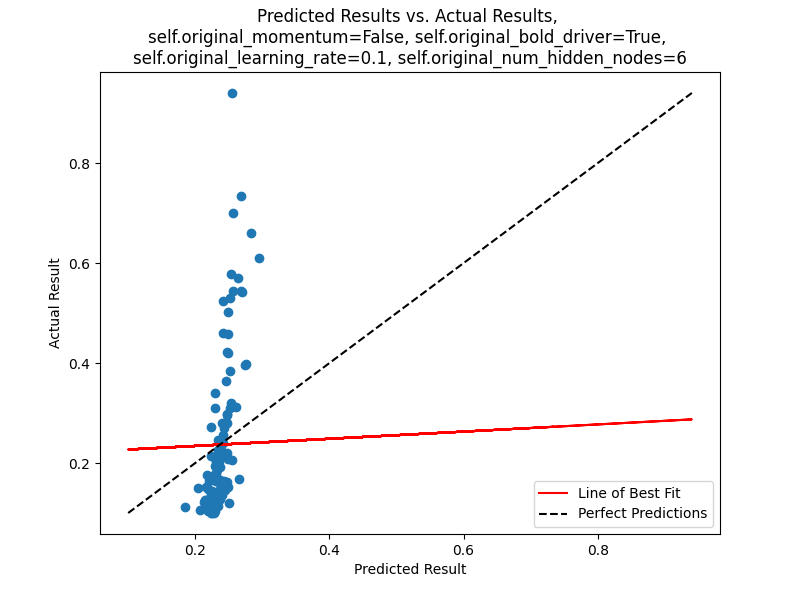 Predicted Results vs. Actual Results,
self.original_momentum=False, self.original_bold_driver=True,
self.original_learning_rate=0.1, self.original_num_hidden_nodes=6
Actual Result
0.8
0.6
0.4
0.2
Line of Best Fit
Perfect Predictions
0.2 0.4 0.6 0.8
Predicted Result